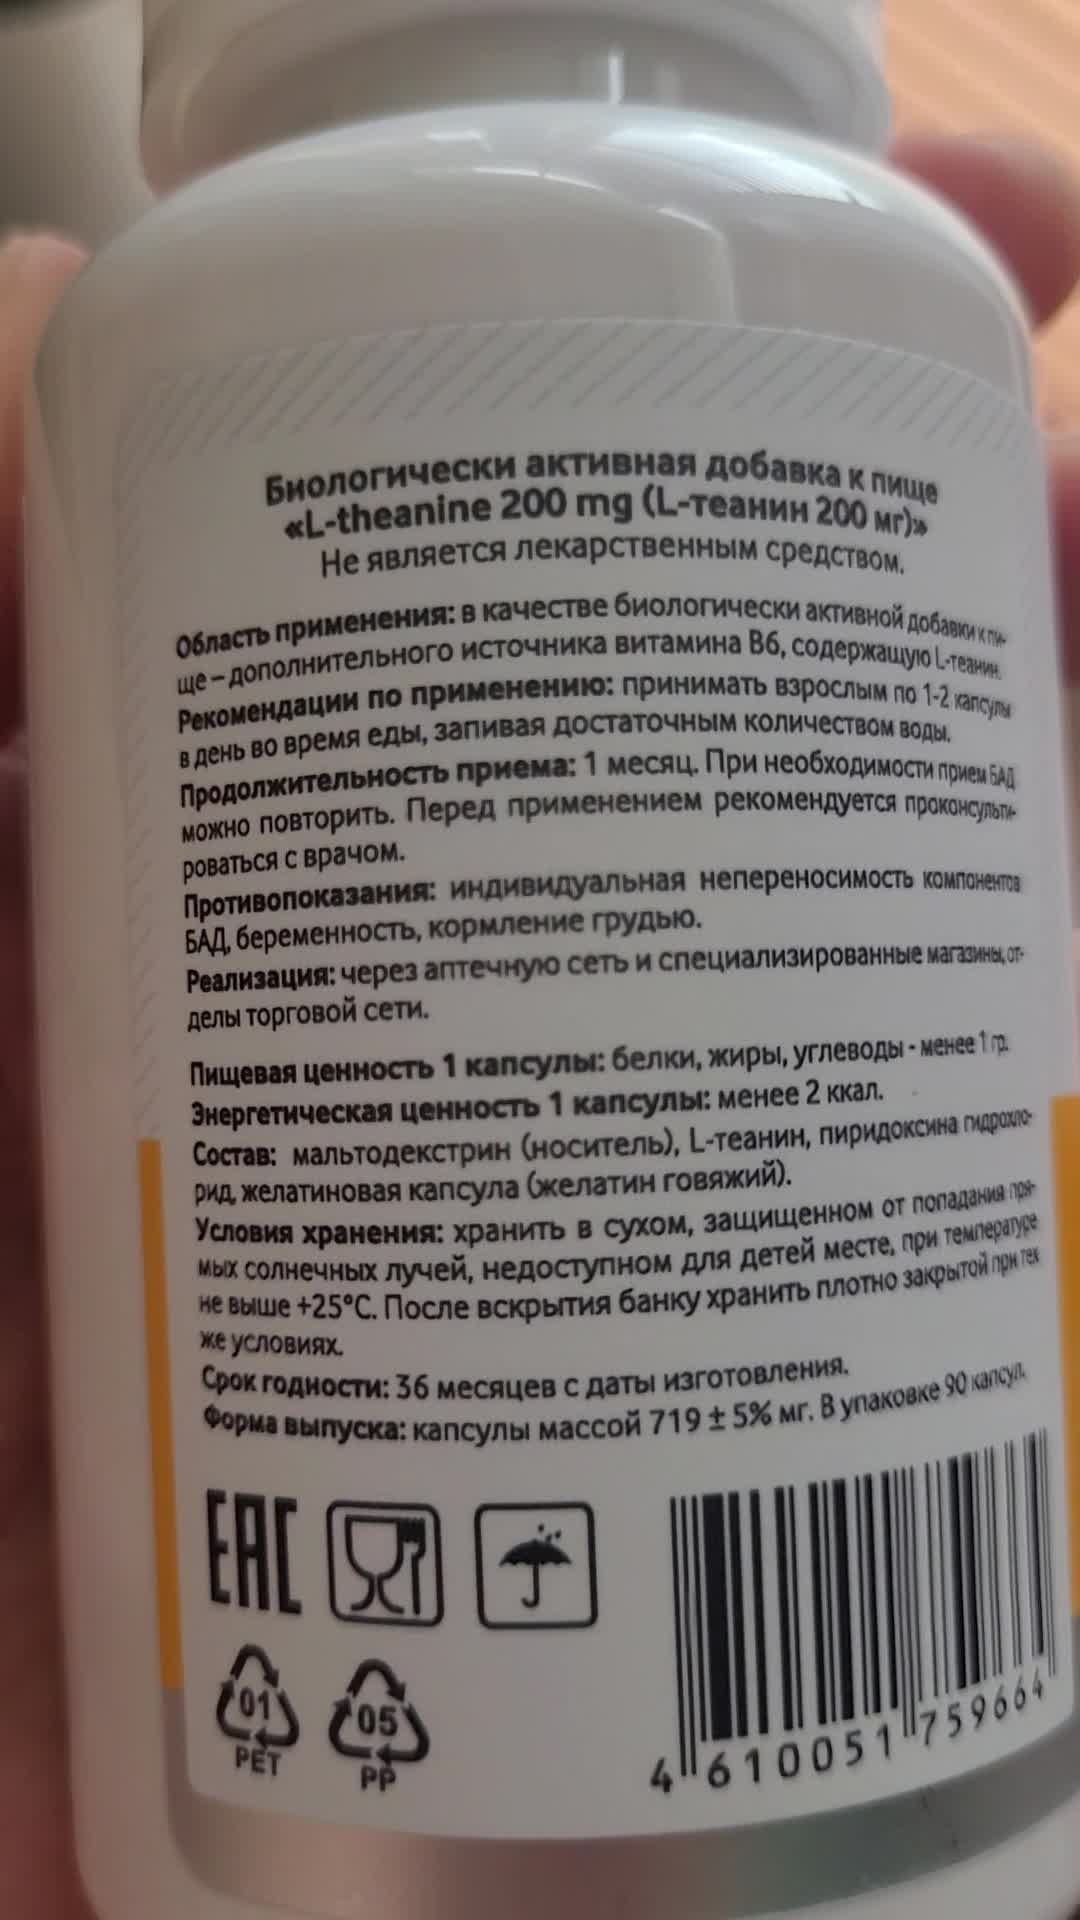 Биологически активная добавка к пище
«L-theanine 200 mg (L-теанин 200 мг)»
Не является лекарственным средством.
Область применения: в качестве биологически активной добавки к пи-
ще – дополнительного источника витамина В6, содержащую L-теанин.
Рекомендации по применению: принимать взрослым по 1-2 капсулы
в день во время еды, запивая достаточным количеством воды.
Продолжительность приема: 1 месяц. При необходимости прием БАД
можно повторить. Перед применением рекомендуется проконсульти-
роваться с врачом.
Противопоказания: индивидуальная непереносимость компонентов
БАД, беременность, кормление грудью.
Реализация: через аптечную сеть и специализированные магазины, от-
делы торговой сети.
Пищевая ценность 1 капсулы: белки, жиры, углеводы - менее 1 гр.
Энергетическая ценность 1 капсулы: менее 2 ккал.
Состав: мальтодекстрин (носитель), L-теанин, пиридоксина гидрохло-
рид, желатиновая капсула (желатин говяжий).
Условия хранения: хранить в сухом, защищенном от попадания пря-
мых солнечных лучей, недоступном для детей месте, при температуре
не выше +25°С. После вскрытия банку хранить плотно закрытой при тех
же условиях.
Срок годности: 36 месяцев с даты изготовления.
Форма выпуска: капсулы массой 719 ± 5% мг. В упаковке 90 капсул.
EAC
01
PET
05
PP
4 610051 759664